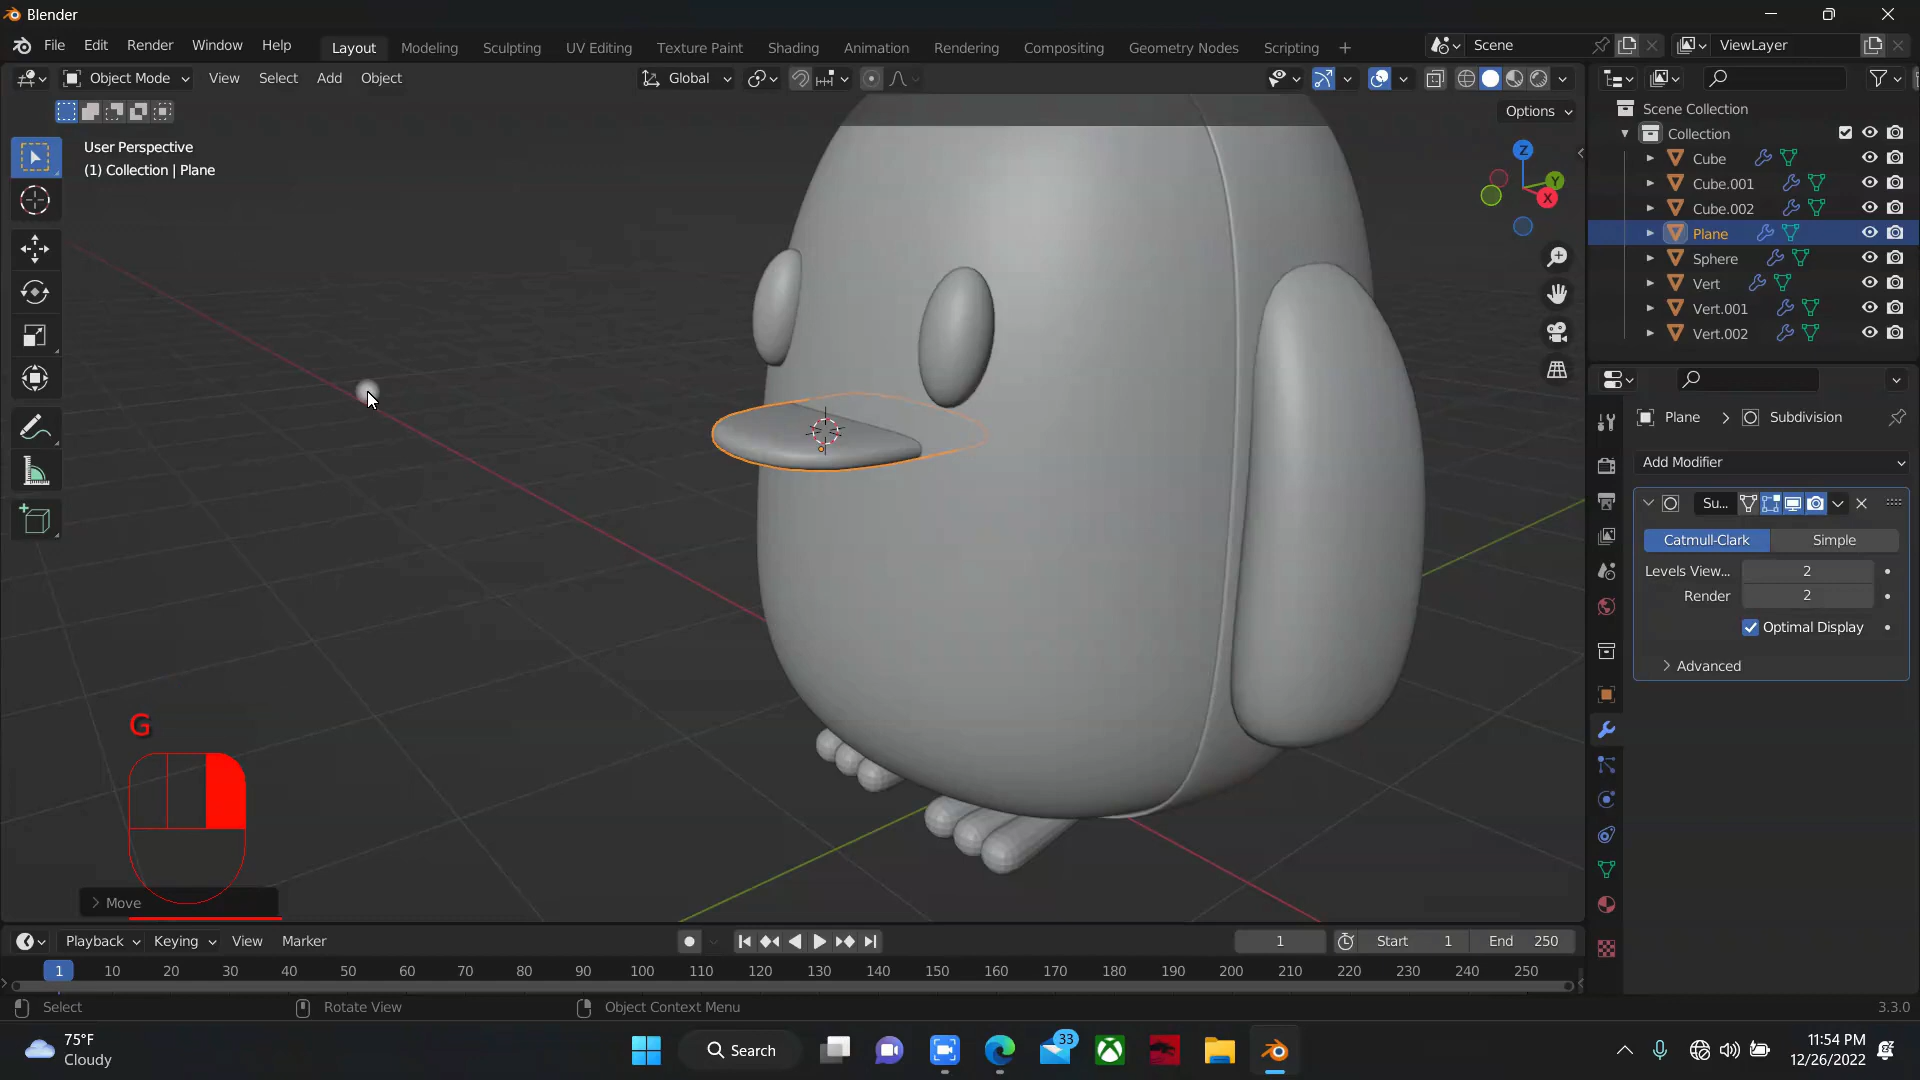 Blender
File Edit Render Window Help Layout Modeling Sculpting UV Editing Texture Paint Shading Animation Rendering Compositing Geometry Nodes Scripting + Scene ViewLayer
Object Mode View Select Add Object Global
Options
User Perspective
(1) Collection | Plane
Z
Y
X
Scene Collection
Collection
Cube
Cube.001
Cube.002
Plane
Sphere
Vert
Vert.001
Vert.002
Plane > Subdivision
Add Modifier
Su...
Catmull-Clark Simple
Levels View... 2
Render 2
Optimal Display
> Advanced
G
> Move
Playback Keying View Marker 1 Start 1 End 250
1 10 20 30 40 50 60 70 80 90 100 110 120 130 140 150 160 170 180 190 200 210 220 230 240 250
Select Rotate View Object Context Menu 3.3.0
75°F
Cloudy
Search
33
11:54 PM
12/26/2022